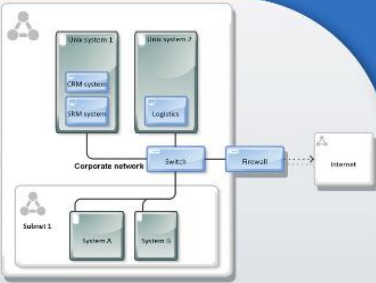 Unix system 1
Unix system 2
CRM system
SRM system
Logistics
Corporate network
Switch
Firewall
Internet
Subnet 1
System A
System B